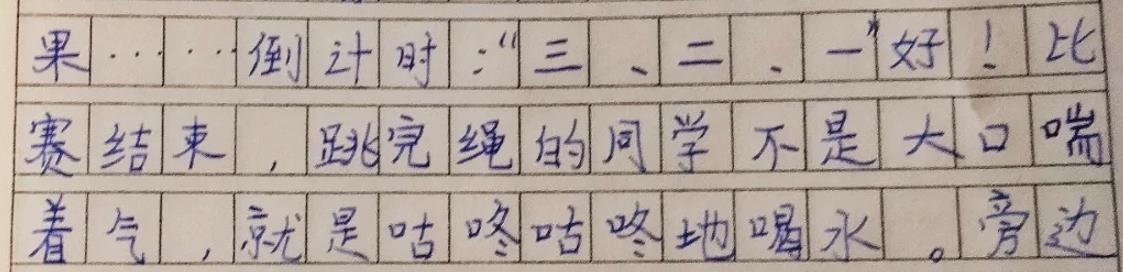 果……倒计时：“三、二、一”好！比
赛结束，跳完绳的同学不是大口喘
着气，就是咕咚咕咚地喝水。旁边